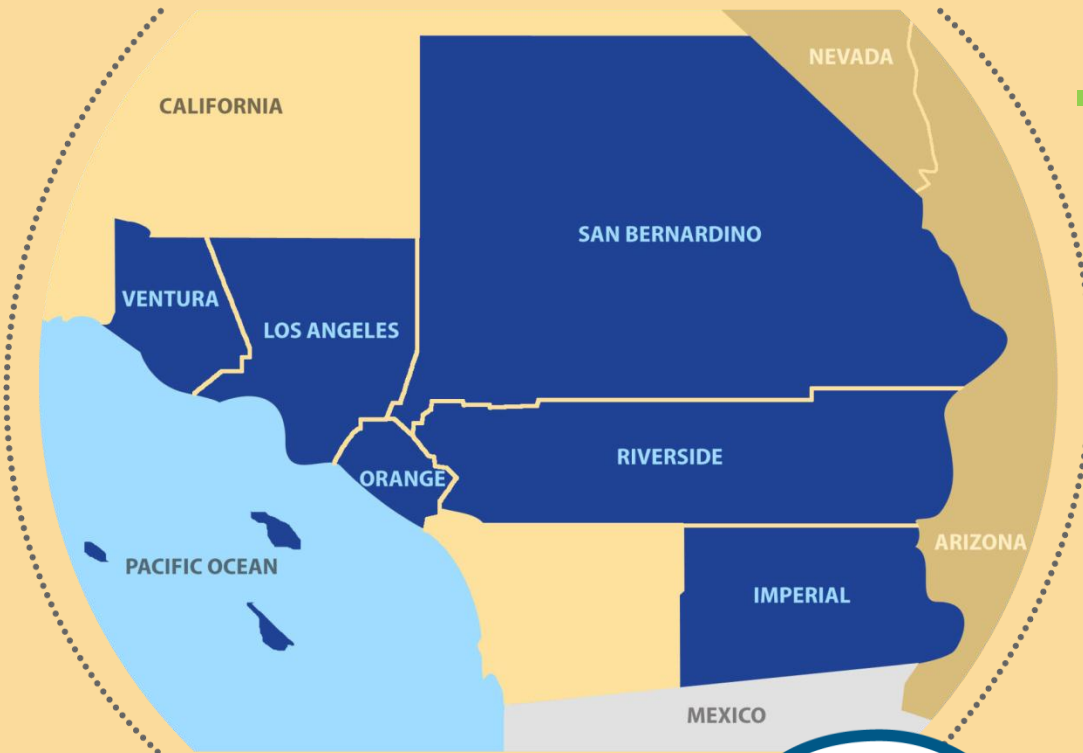 NEVADA
CALIFORNIA
SAN BERNARDINO
VENTURA
LOS ANGELES
RIVERSIDE
ORANGE
ARIZONA
PACIFIC OCEAN
IMPERIAL
MEXICO